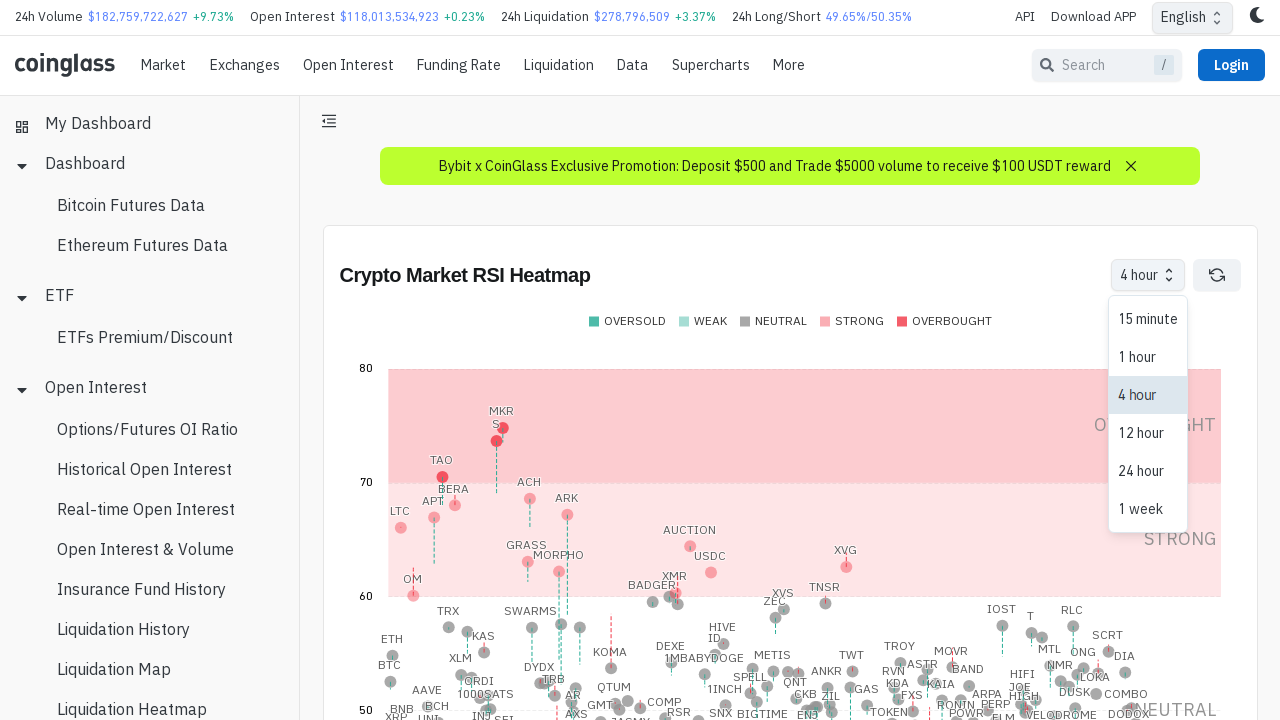 24h Volume $182,759,722,627 +9.73% Open Interest $118,013,534,923 +0.23% 24h Liquidation $278,796,509 +3.37% 24h Long/Short 49.65%/50.35% API Download APP English
coinglass Market Exchanges Open Interest Funding Rate Liquidation Data Supercharts More Search / Login
My Dashboard
Dashboard
Bitcoin Futures Data
Ethereum Futures Data
ETF
ETFs Premium/Discount
Open Interest
Options/Futures OI Ratio
Historical Open Interest
Real-time Open Interest
Open Interest & Volume
Insurance Fund History
Liquidation History
Liquidation Map
Liquidation Heatmap
Bybit x CoinGlass Exclusive Promotion: Deposit $500 and Trade $5000 volume to receive $100 USDT reward
Crypto Market RSI Heatmap 4 hour
15 minute
1 hour
4 hour
12 hour
24 hour
1 week
OVERSOLD WEAK NEUTRAL STRONG OVERBOUGHT
80
MKR
S
TAO
70
BERA
ACH
ARK
APT
LTC
AUCTION
GRASS
MORPHO
USDC
XVG
STRONG
OM
XMR
BADGER
TNSR
XVS
ZEC
60
TRX
SWARMS
IOST
T
RLC
ETH
KAS
HIVE
ID
SCRT
BTC
XLM
KOMA
DEXE
1MBABYDOGE
METIS
TWT
TROY
MOVR
MTL
ONG
DIA
DYDX
TRB
CRDI
1000SATS
SPELL
QNT
ANKR
RVN
ASTR
BAND
HIFI
NMR
LOKA
AAVE
BCH
AR
QTUM
1INCH
CKB
ZIL
GAS
KDA
KAIA
FXS
ARPA
JOE
HIGH
DUSK
COMBO
BNB
GMT
COMP
RONIN
PERP
50
INJ
AXS
RSR
SNX
BIGTIME
ENJ
TOKEN
POWR
NEUTRAL